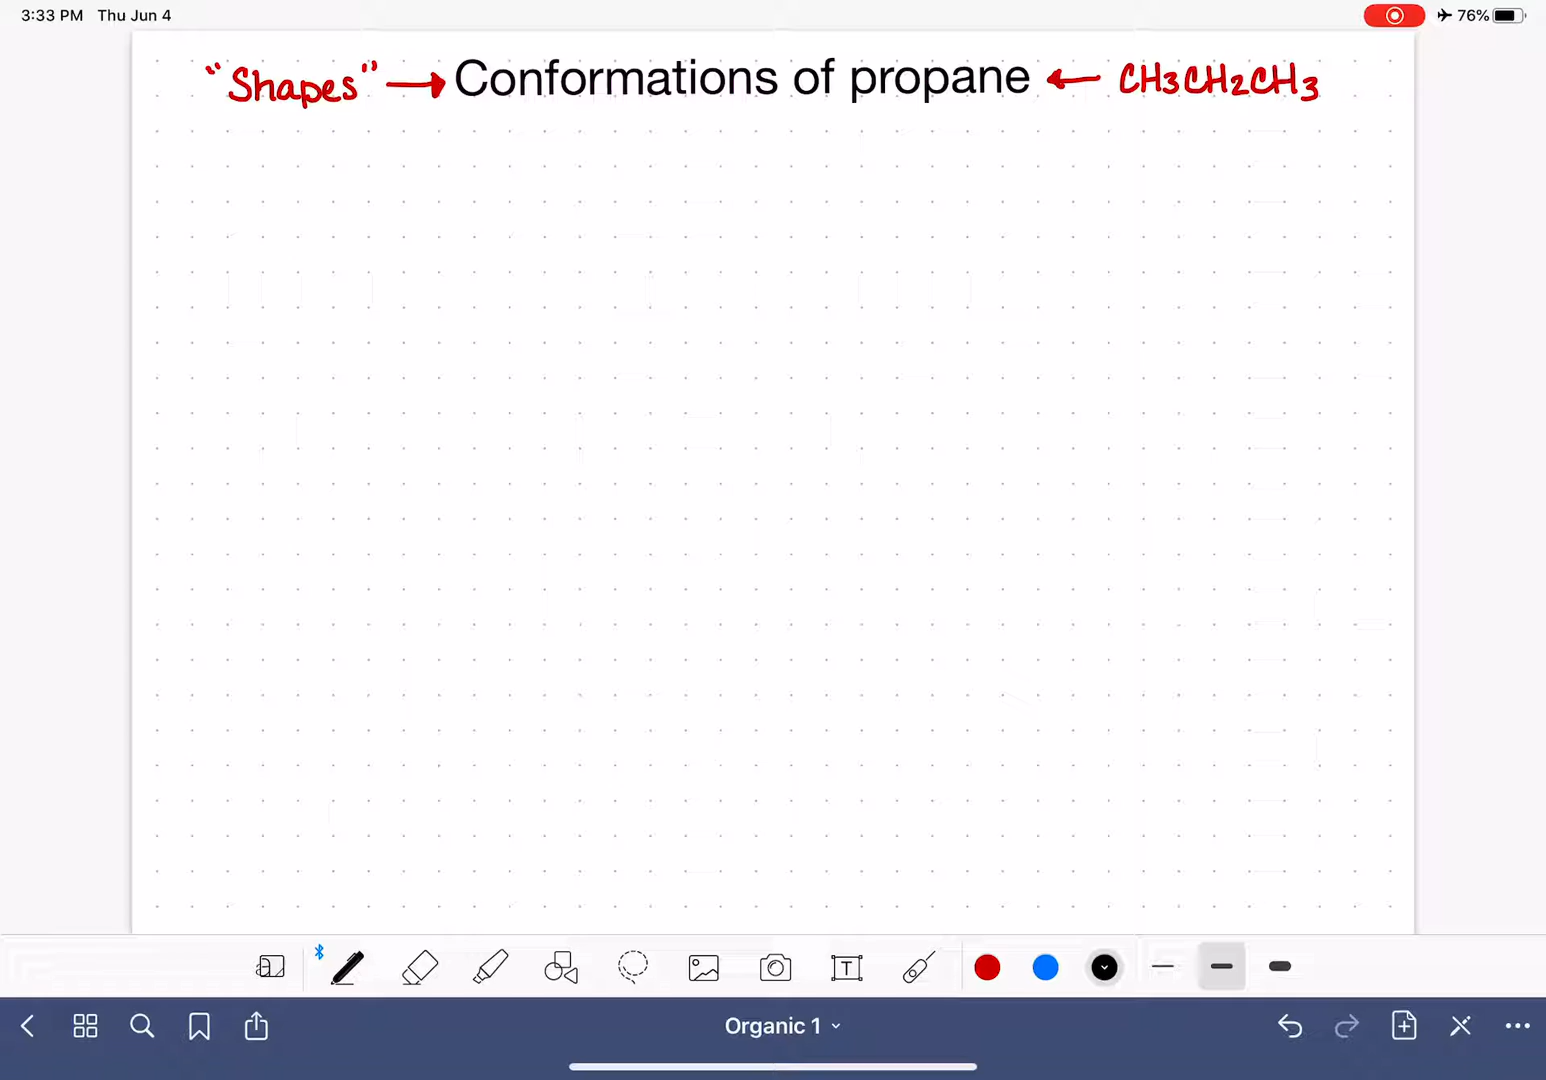 3:33 PM Thu Jun 4
76%
"Shapes" → Conformations of propane ← CH3CH2CH3
T
Organic 1